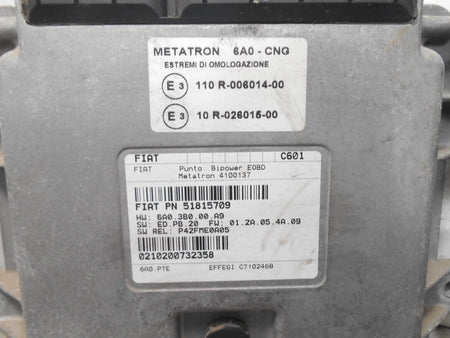 METATRON 6A0 - CNG
ESTREMI DI OMOLOGAZIONE
E 3 110 R-006014-00
E 3 10 R-026015-00
FIAT C601
FIAT Punto Bipower EOBD
Metatron 4100137
FIAT PN 51815709
HW: 6A0.3B0.00.A9
SW: ED.PB.20 FW: 01.2A.05.4A.09
SW REL: P42FME0A05
0210200732358
6A0 PTE EFFEGI C7102460